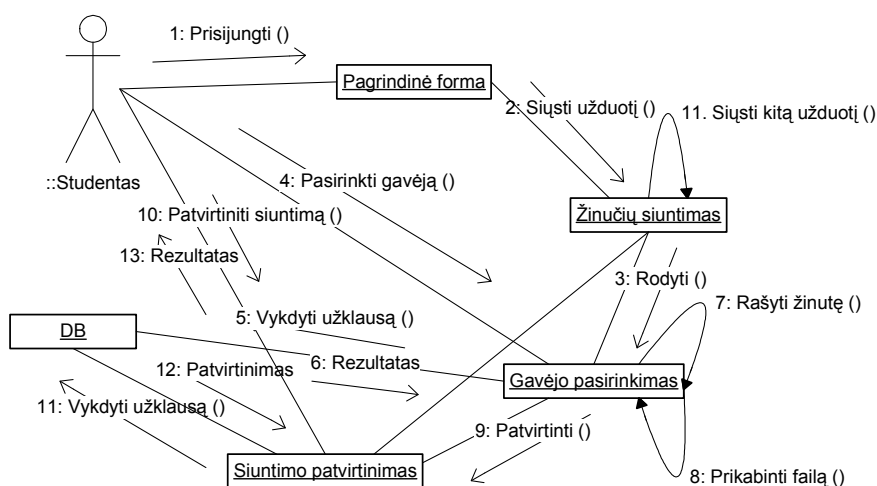 1: Prisijungti ()
Pagrindinė forma
2: Siųsti užduotį ()
11. Siųsti kitą užduotį ()
::Studentas
4: Pasirinkti gavėją ()
10: Patvirtiniti siuntimą ()
Žinučių siuntimas
13: Rezultatas
3: Rodyti ()
7: Rašyti žinutę ()
5: Vykdyti užklausą ()
DB
6: Rezultatas
12: Patvirtinimas
Gavėjo pasirinkimas
11: Vykdyti užklausą ()
9: Patvirtinti ()
Siuntimo patvirtinimas
8: Prikabinti failą ()